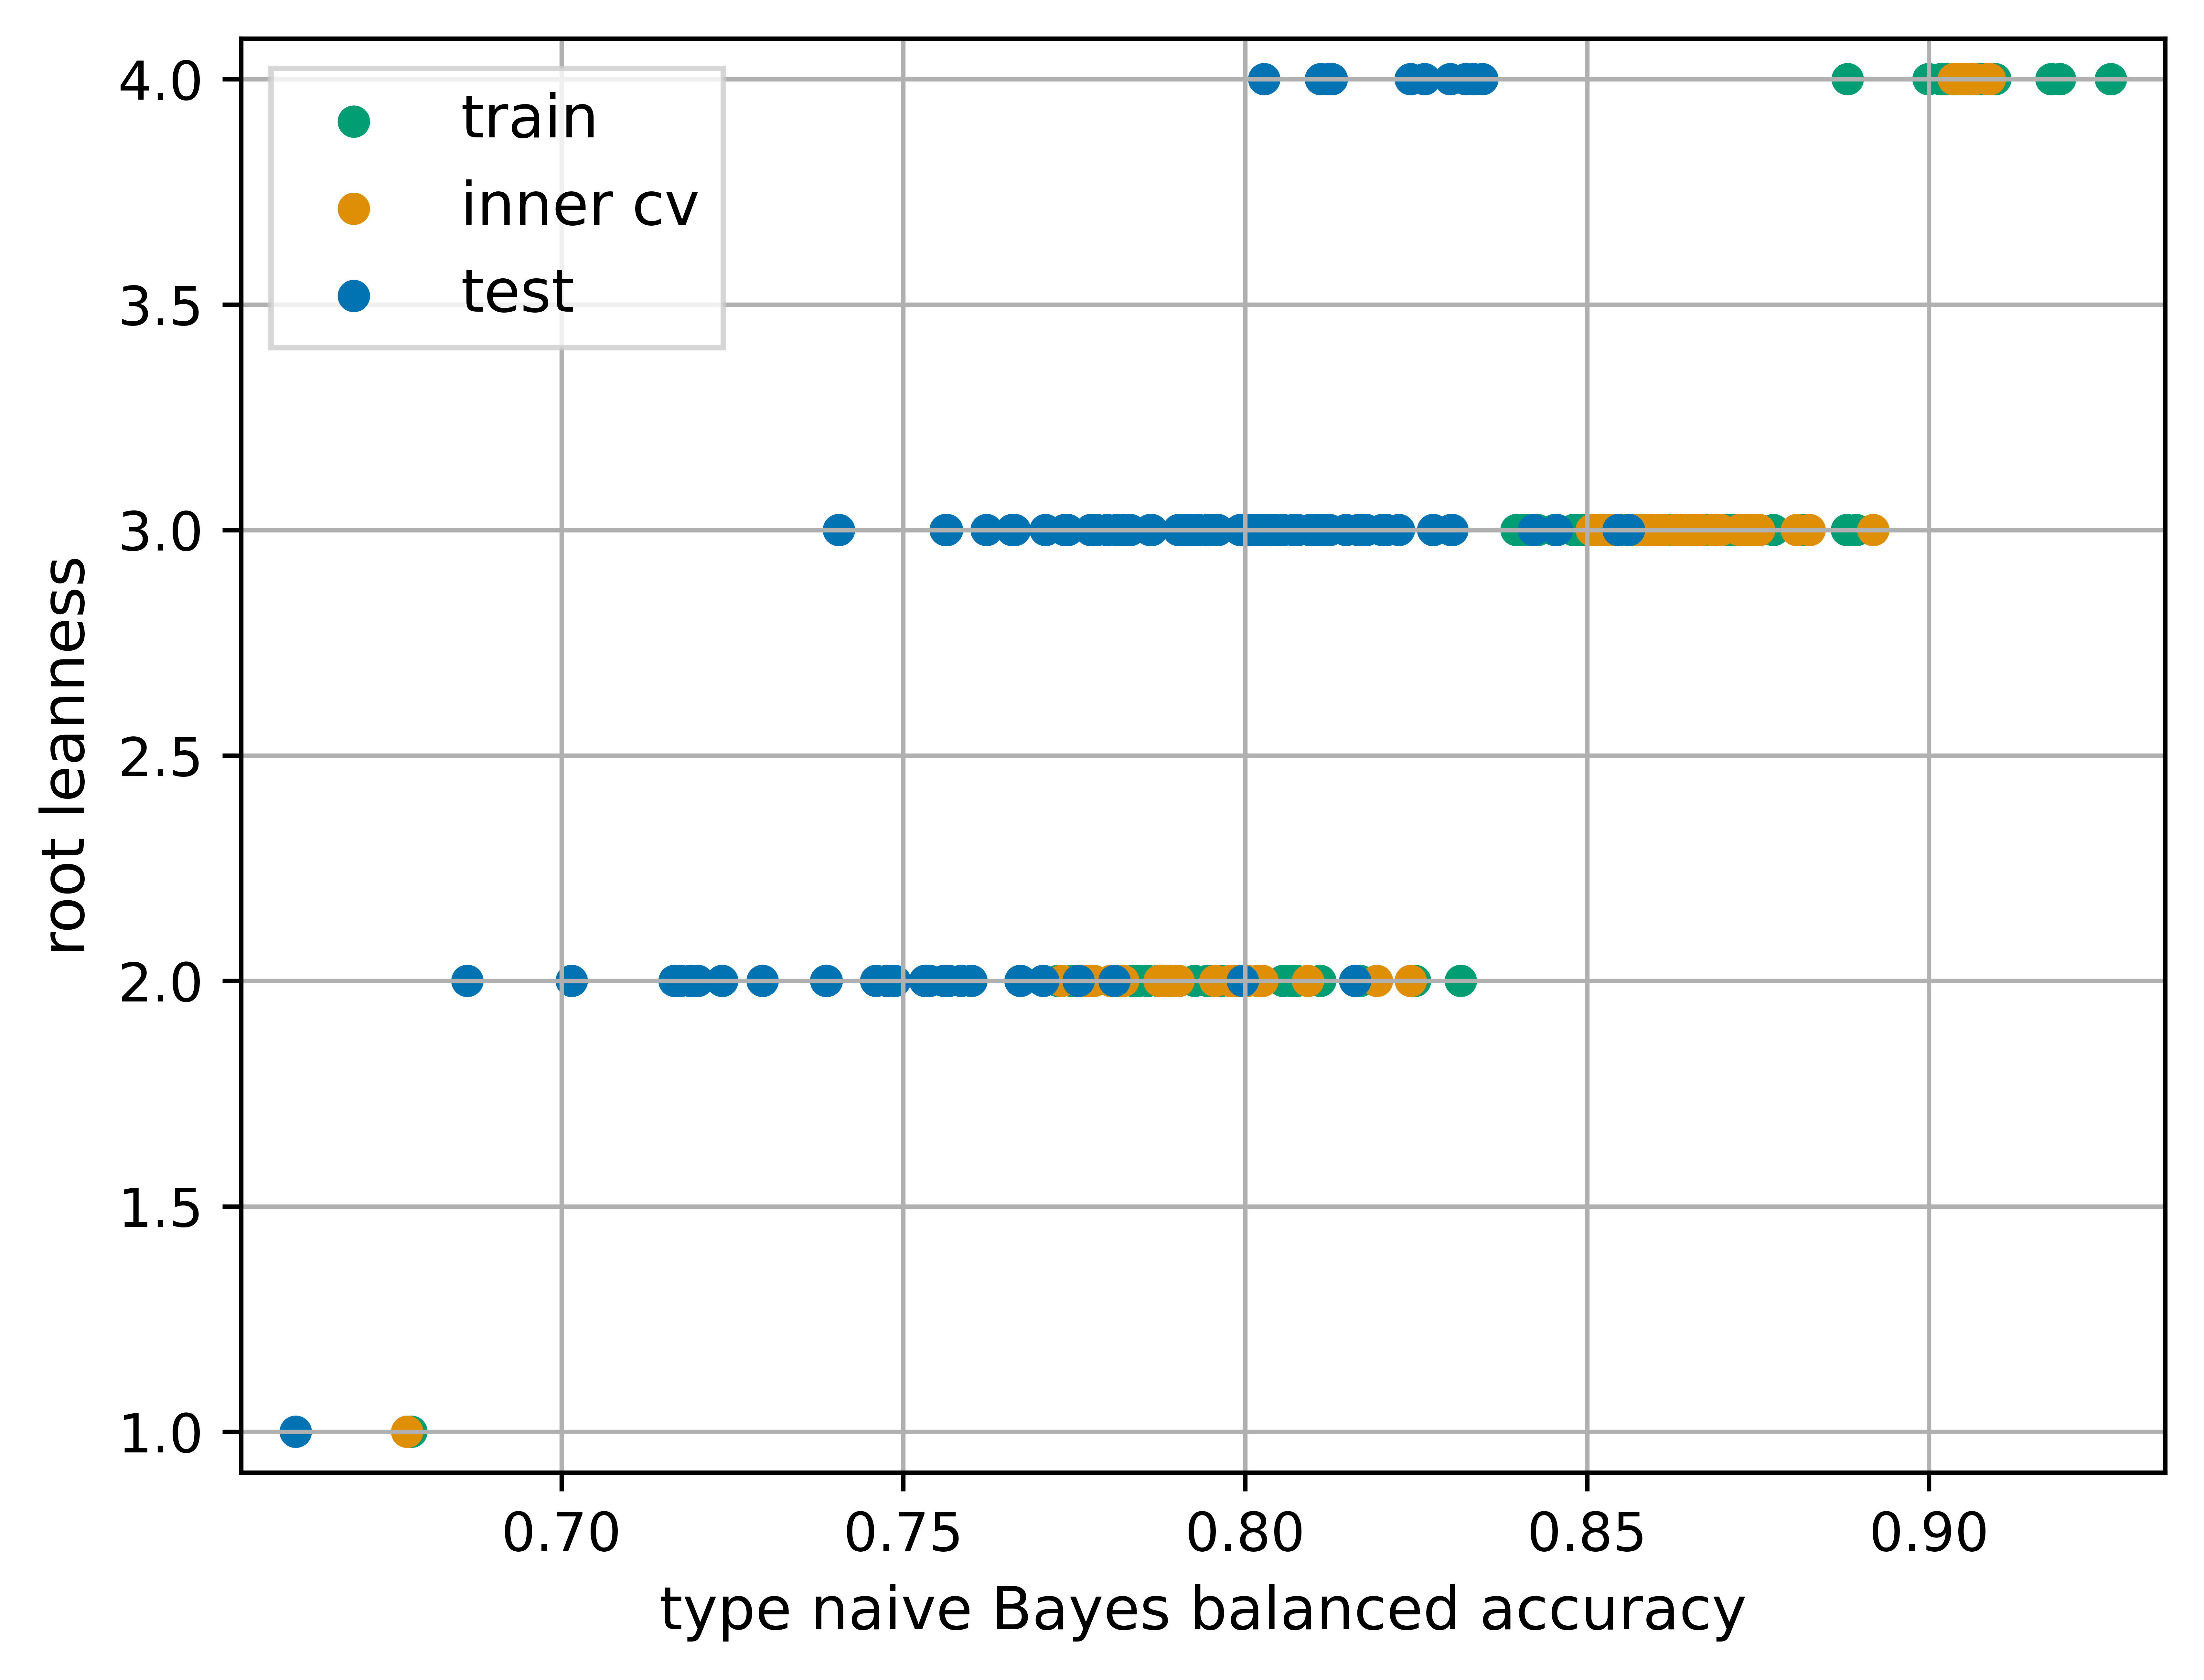 train
inner cv
test
root leanness
4.0
3.5
3.0
2.5
2.0
1.5
1.0
0.70 0.75 0.80 0.85 0.90
type naive Bayes balanced accuracy